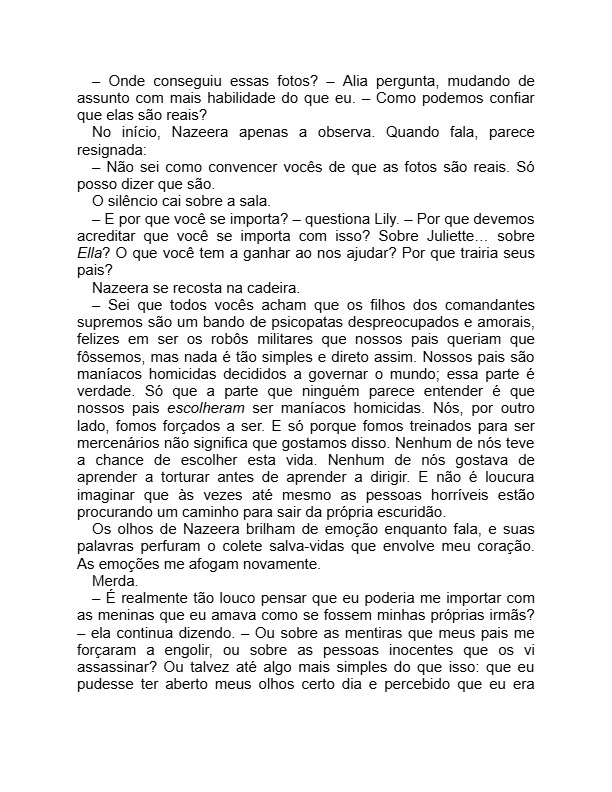 – Onde conseguiu essas fotos? – Alia pergunta, mudando de
assunto com mais habilidade do que eu. – Como podemos confiar
que elas são reais?
No início, Nazeera apenas a observa. Quando fala, parece
resignada:
– Não sei como convencer vocês de que as fotos são reais. Só
posso dizer que são.
O silêncio cai sobre a sala.
– E por que você se importa? – questiona Lily. – Por que devemos
acreditar que você se importa com isso? Sobre Juliette… sobre
Ella? O que você tem a ganhar ao nos ajudar? Por que trairia seus
pais?
Nazeera se recosta na cadeira.
– Sei que todos vocês acham que os filhos dos comandantes
supremos são um bando de psicopatas despreocupados e amorais,
felizes em ser os robôs militares que nossos pais queriam que
fôssemos, mas nada é tão simples e direto assim. Nossos pais são
maníacos homicidas decididos a governar o mundo; essa parte é
verdade. Só que a parte que ninguém parece entender é que
nossos pais escolheram ser maníacos homicidas. Nós, por outro
lado, fomos forçados a ser. E só porque fomos treinados para ser
mercenários não significa que gostamos disso. Nenhum de nós teve
a chance de escolher esta vida. Nenhum de nós gostava de
aprender a torturar antes de aprender a dirigir. E não é loucura
imaginar que às vezes até mesmo as pessoas horríveis estão
procurando um caminho para sair da própria escuridão.
Os olhos de Nazeera brilham de emoção enquanto fala, e suas
palavras perfuram o colete salva-vidas que envolve meu coração.
As emoções me afogam novamente.
Merda.
– É realmente tão louco pensar que eu poderia me importar com
as meninas que eu amava como se fossem minhas próprias irmãs?
– ela continua dizendo. – Ou sobre as mentiras que meus pais me
forçaram a engolir, ou sobre as pessoas inocentes que os vi
assassinar? Ou talvez até algo mais simples do que isso: que eu
pudesse ter aberto meus olhos certo dia e percebido que eu era